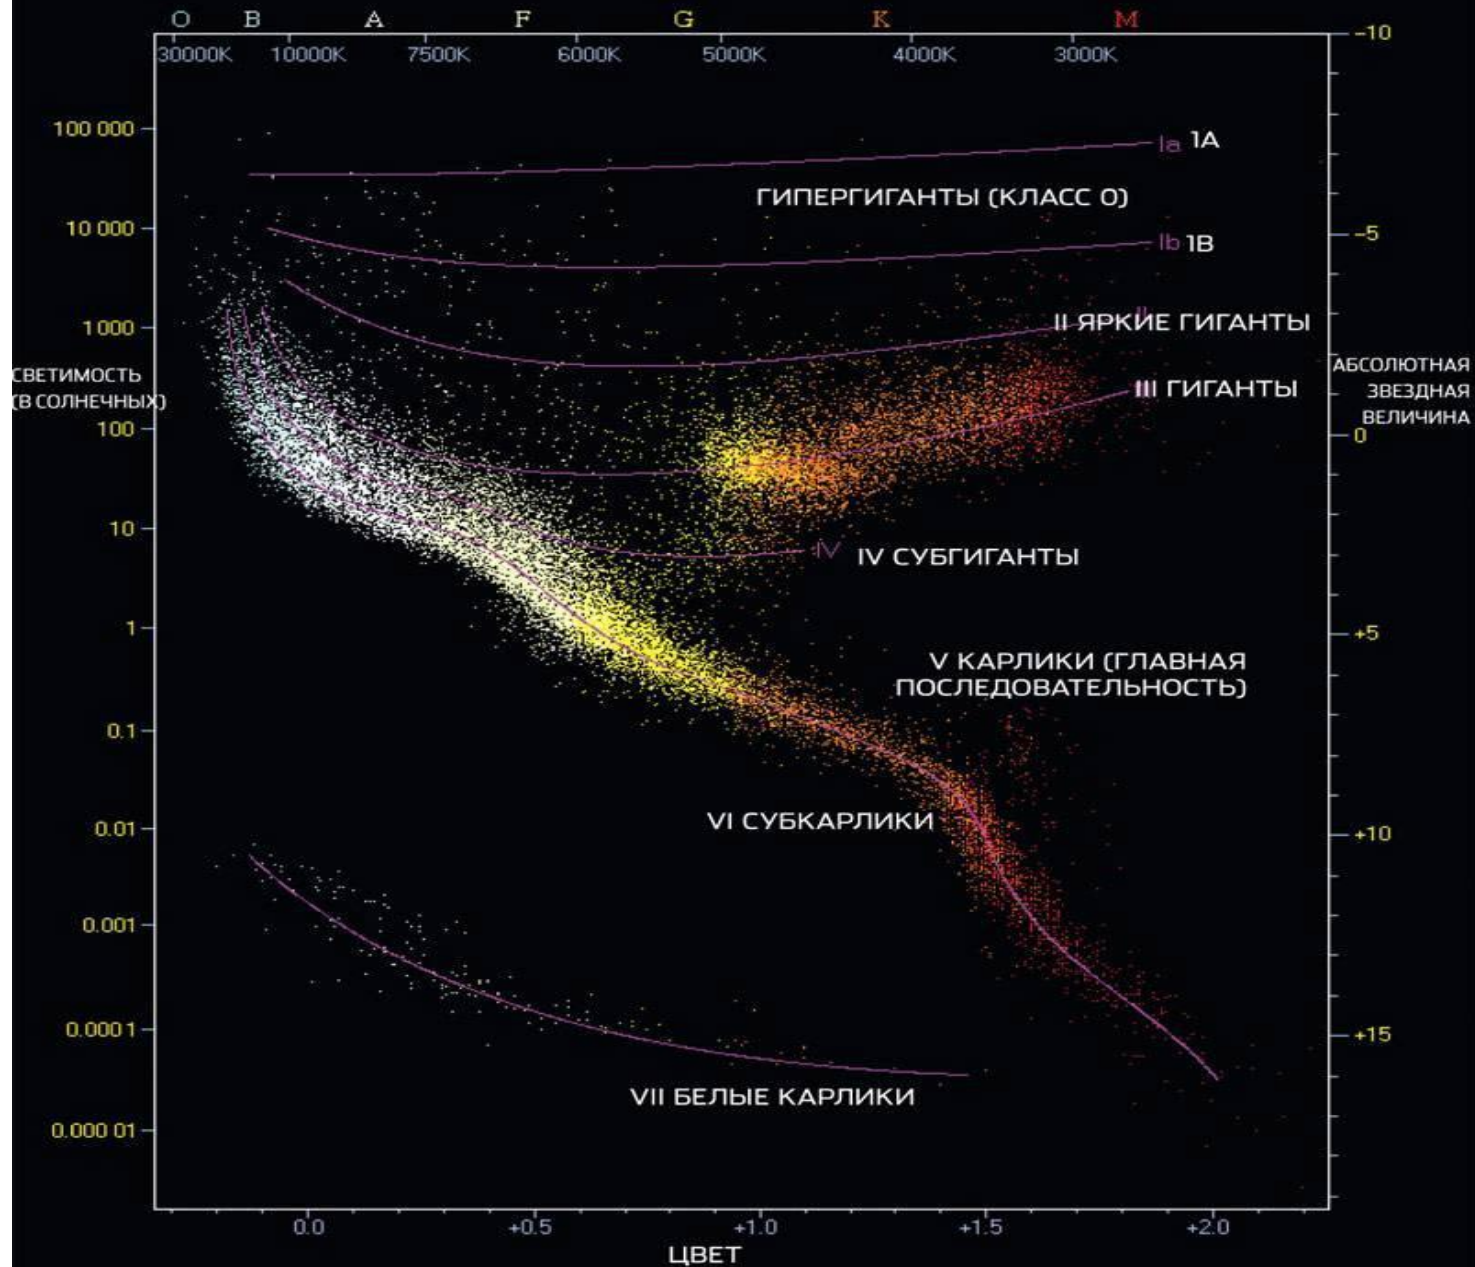 O B A F G K M
30000K 10000K 7500K 6000K 5000K 4000K 3000K
-10
100 000
Ia 1A
ГИПЕРГИГАНТЫ (КЛАСС 0)
10 000
-5
Ib 1B
1 000
II ЯРКИЕ ГИГАНТЫ
СВЕТИМОСТЬ
(В СОЛНЕЧНЫХ)
АБСОЛЮТНАЯ
ЗВЕЗДНАЯ
ВЕЛИЧИНА
III ГИГАНТЫ
100
0
10
IV IV СУБГИГАНТЫ
1
+5
V КАРЛИКИ (ГЛАВНАЯ
ПОСЛЕДОВАТЕЛЬНОСТЬ)
0.1
VI СУБКАРЛИКИ
0.01
+10
0.001
0.0001
+15
VII БЕЛЫЕ КАРЛИКИ
0.000 01
0.0 +0.5 +1.0 +1.5 +2.0
ЦВЕТ